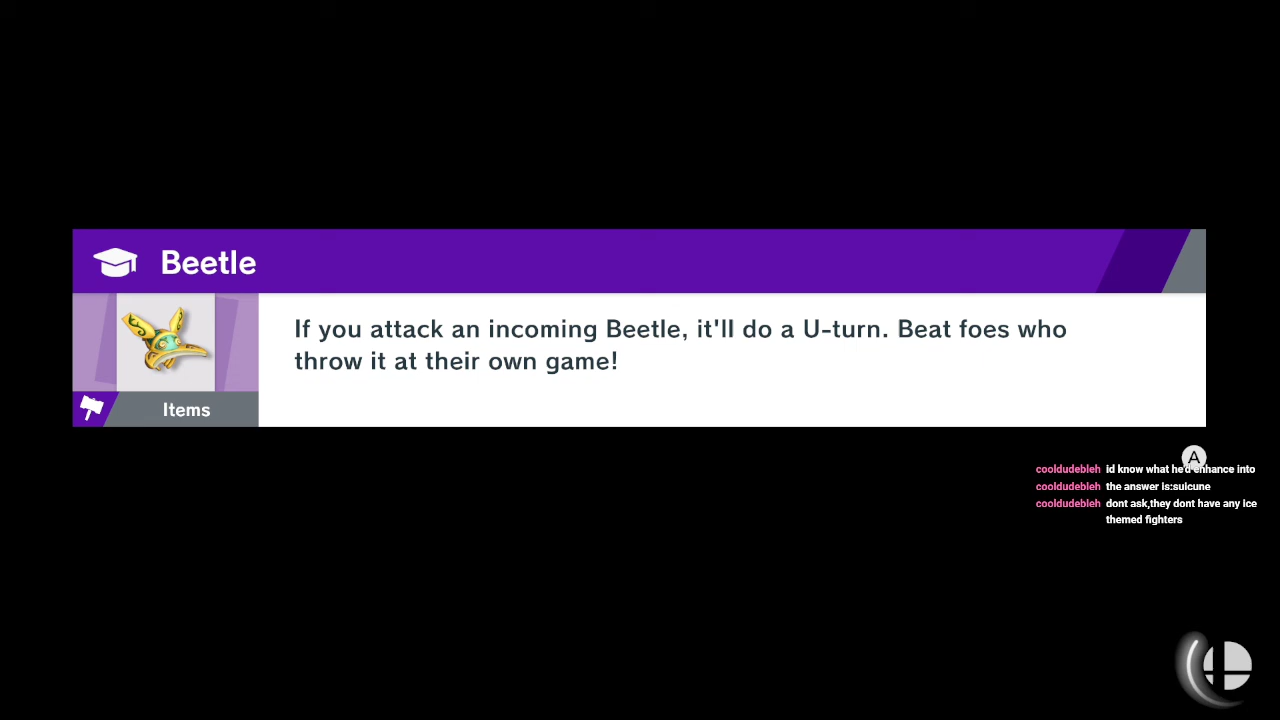 Beetle
If you attack an incoming Beetle, it'll do a U-turn. Beat foes who
throw it at their own game!
Items
A
cooldudebleh id know what he'd enhance into
cooldudebleh the answer is:suicune
cooldudebleh dont ask,they dont have any ice
themed fighters